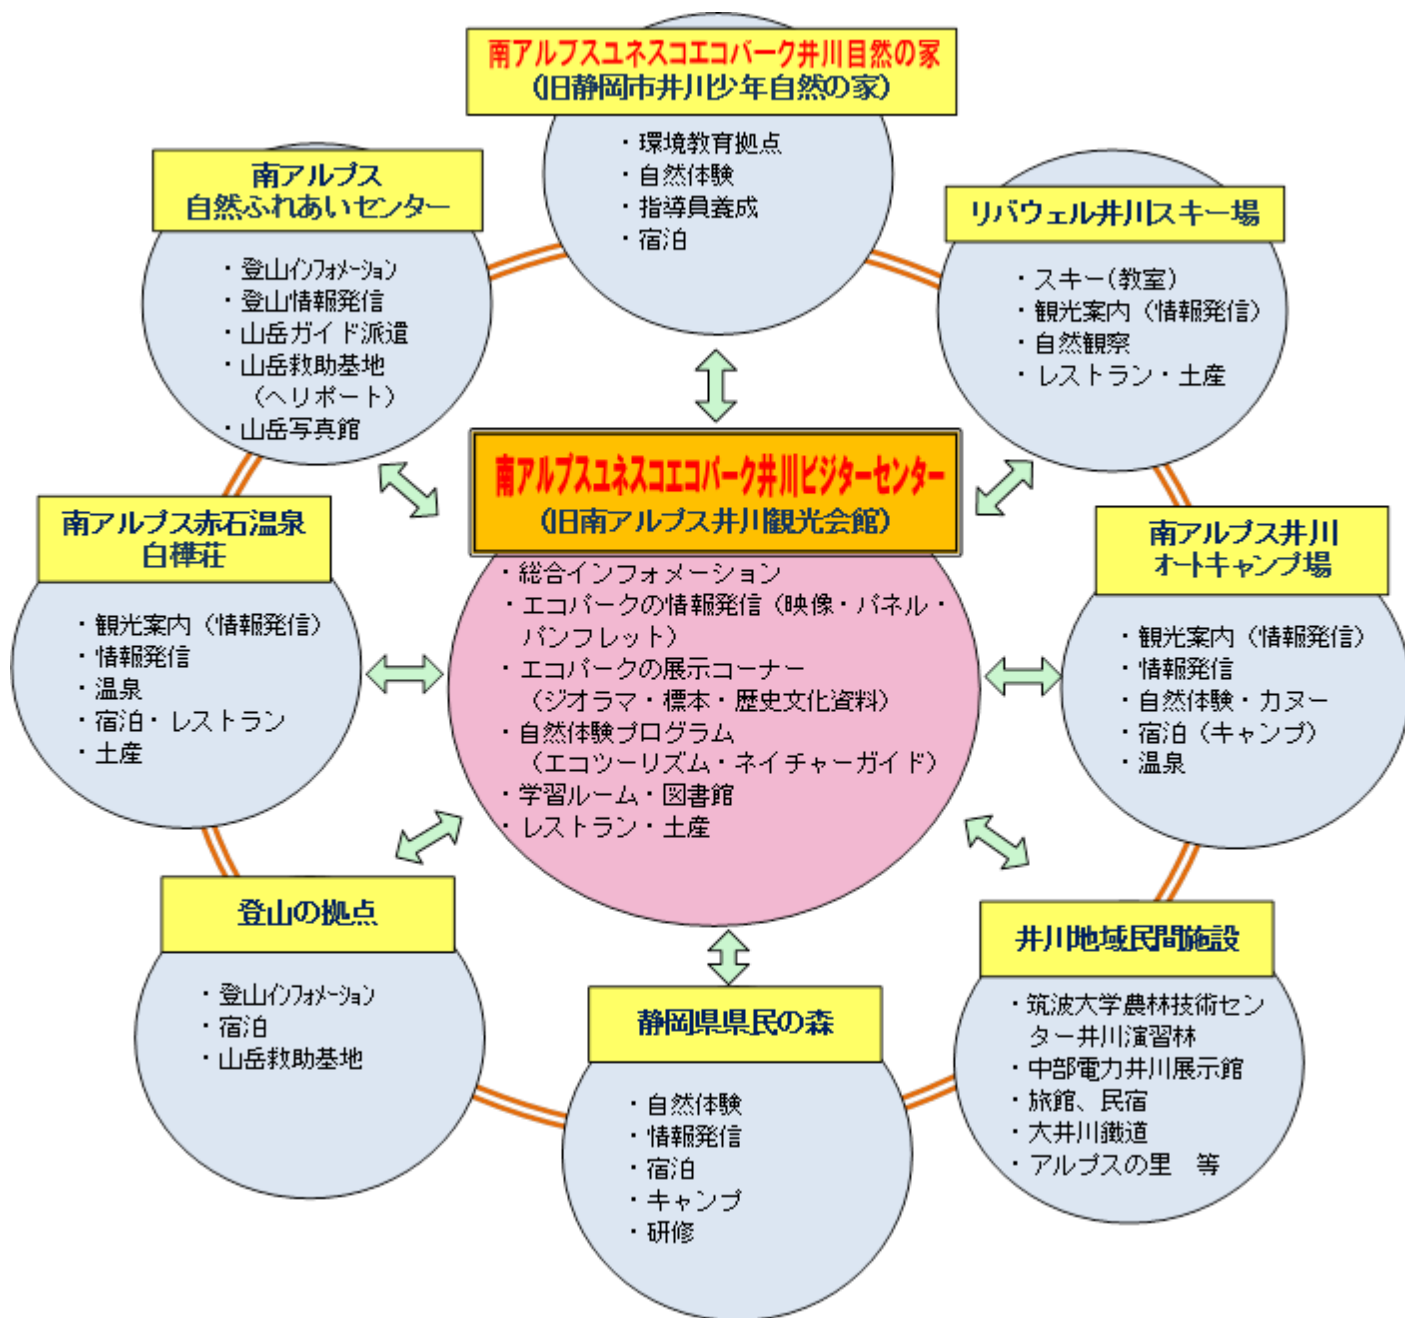 南アルプスユネスコエコパーク井川自然の家
(旧静岡市井川少年自然の家)
・環境教育拠点
・自然体験
・指導員養成
・宿泊
南アルプス
自然ふれあいセンター
・登山インフォメーション
・登山情報発信
・山岳ガイド派遣
・山岳救助基地
(ヘリポート)
・山岳写真館
リバウェル井川スキー場
・スキー(教室)
・観光案内(情報発信)
・自然観察
・レストラン・土産
南アルプスユネスコエコパーク井川ビジターセンター
(旧南アルプス井川観光会館)
・総合インフォメーション
・エコパークの情報発信(映像・パネル・
パンフレット)
・エコパークの展示コーナー
(ジオラマ・標本・歴史文化資料)
・自然体験プログラム
(エコツーリズム・ネイチャーガイド)
・学習ルーム・図書館
・レストラン・土産
南アルプス赤石温泉
白樺荘
・観光案内(情報発信)
・情報発信
・温泉
・宿泊・レストラン
・土産
南アルプス井川
オートキャンプ場
・観光案内(情報発信)
・情報発信
・自然体験・カヌー
・宿泊(キャンプ)
・温泉
登山の拠点
・登山インフォメーション
・宿泊
・山岳救助基地
静岡県県民の森
・自然体験
・情報発信
・宿泊
・キャンプ
・研修
井川地域民間施設
・筑波大学農林技術セン
ター井川演習林
・中部電力井川展示館
・旅館、民宿
・大井川鐵道
・アルプスの里　等